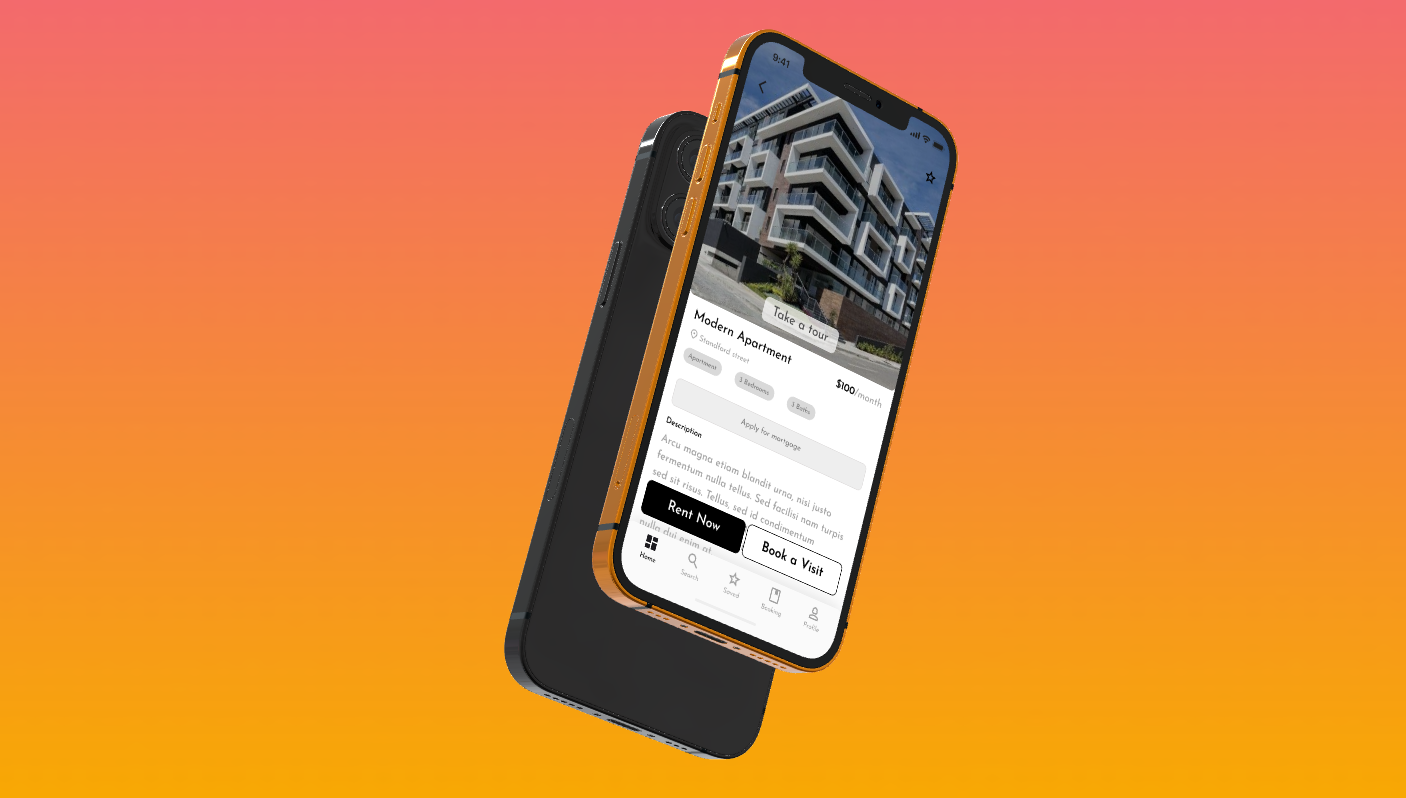 9:41
Take a tour
Modern Apartment
Standford street
$100/month
Apartment
3 Bedrooms
3 Baths
Apply for mortgage
Description
Arcu magna etiam blandit urna, nisi justo
fermentum nulla tellus. Sed facilisi nam turpis
sed sit risus. Tellus, sed id condimentum
nulla dui enim at
Rent Now
Book a Visit
Home
Search
Saved
Booking
Profile